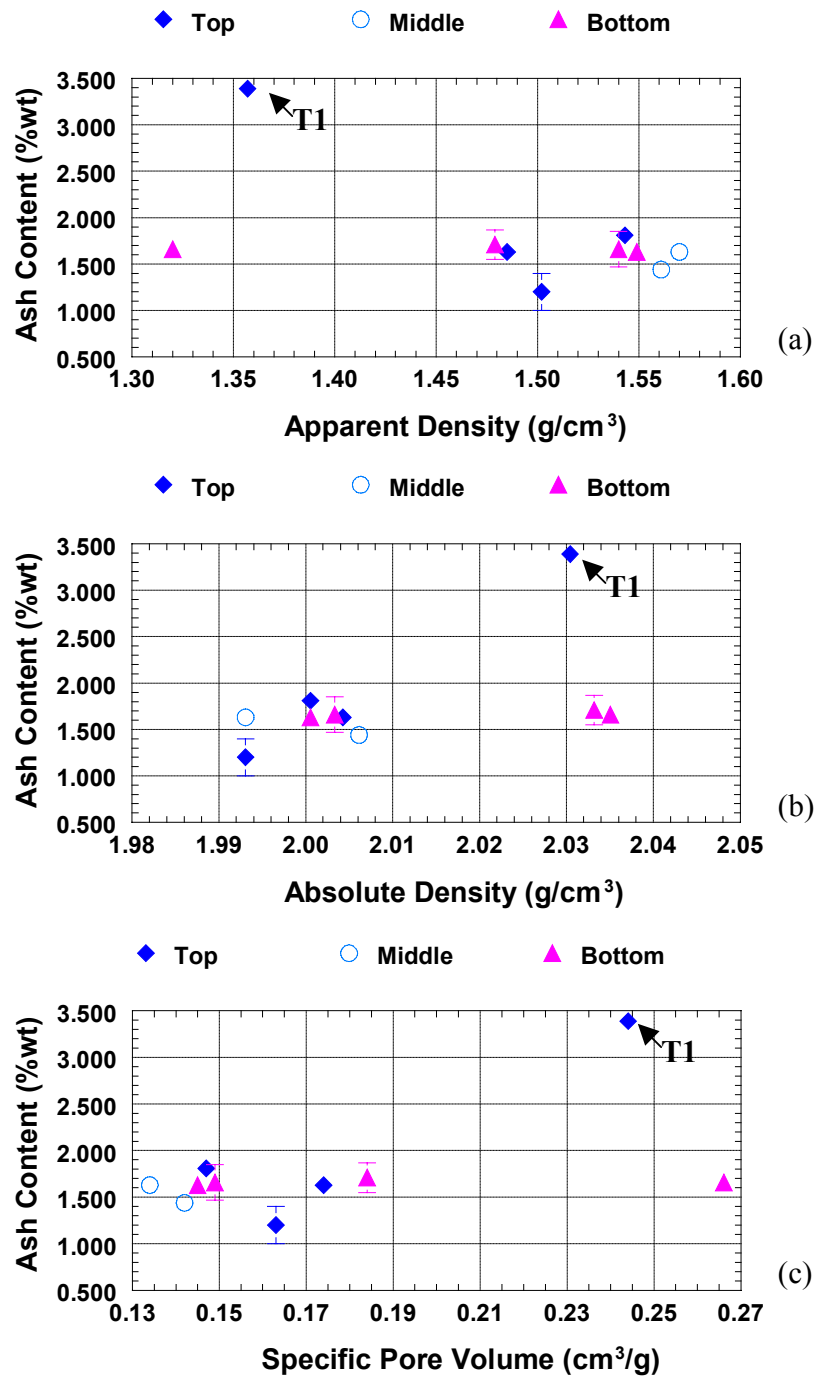 Top Middle Bottom
3.500
3.000
2.500
2.000
1.500
1.000
0.500
Ash Content (%wt)
T1
(a)
1.30 1.35 1.40 1.45 1.50 1.55 1.60
Apparent Density (g/cm³)
Top Middle Bottom
3.500
3.000
2.500
2.000
1.500
1.000
0.500
Ash Content (%wt)
T1
(b)
1.98 1.99 2.00 2.01 2.02 2.03 2.04 2.05
Absolute Density (g/cm³)
Top Middle Bottom
3.500
3.000
2.500
2.000
1.500
1.000
0.500
Ash Content (%wt)
T1
(c)
0.13 0.15 0.17 0.19 0.21 0.23 0.25 0.27
Specific Pore Volume (cm³/g)